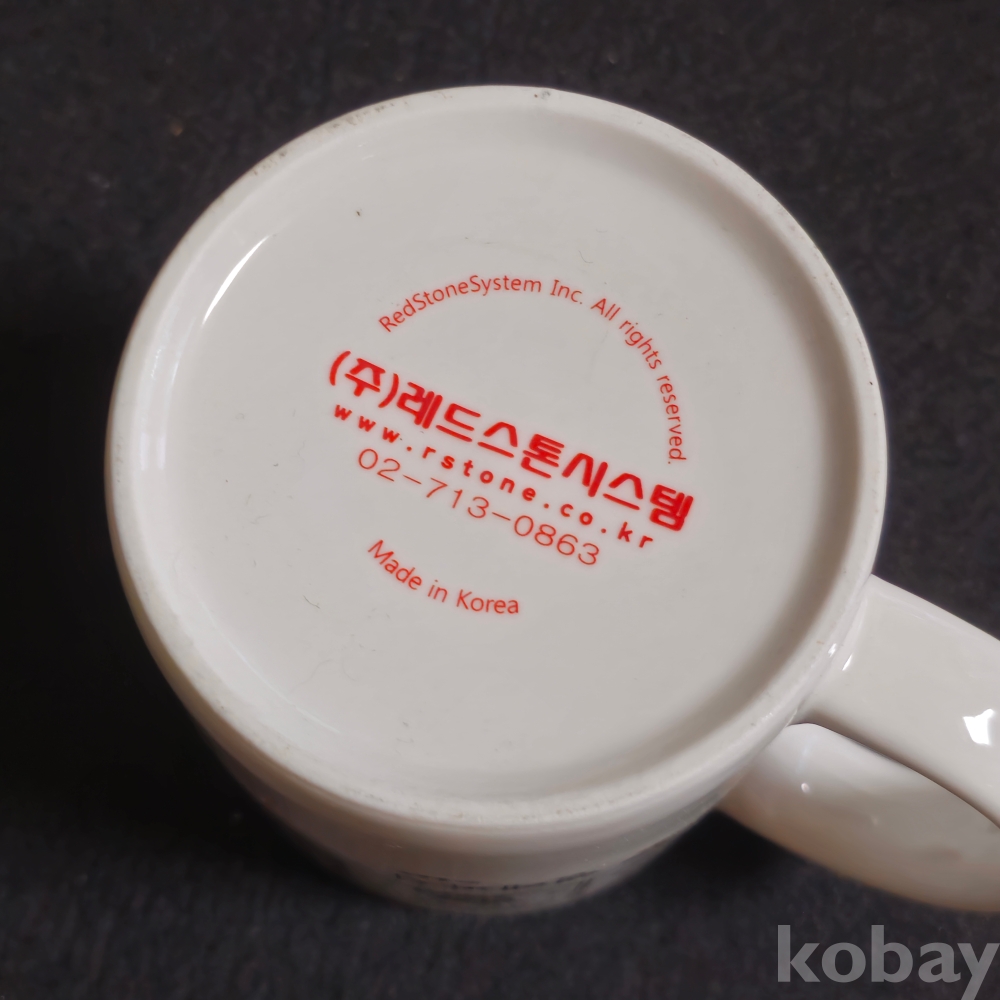 RedStoneSystem Inc. All rights reserved.
(주)레드스톤시스템
www.rstone.co.kr
02-713-0863
Made in Korea
kobay